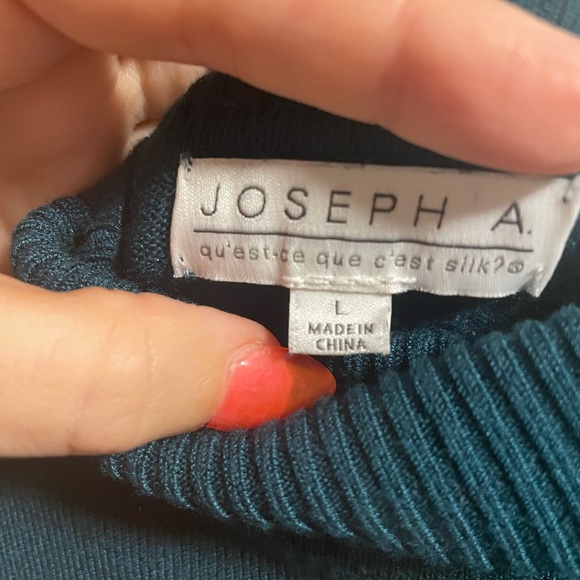 JOSEPH A.
qu'est-ce que c'est silk?®
L
MADE IN
CHINA